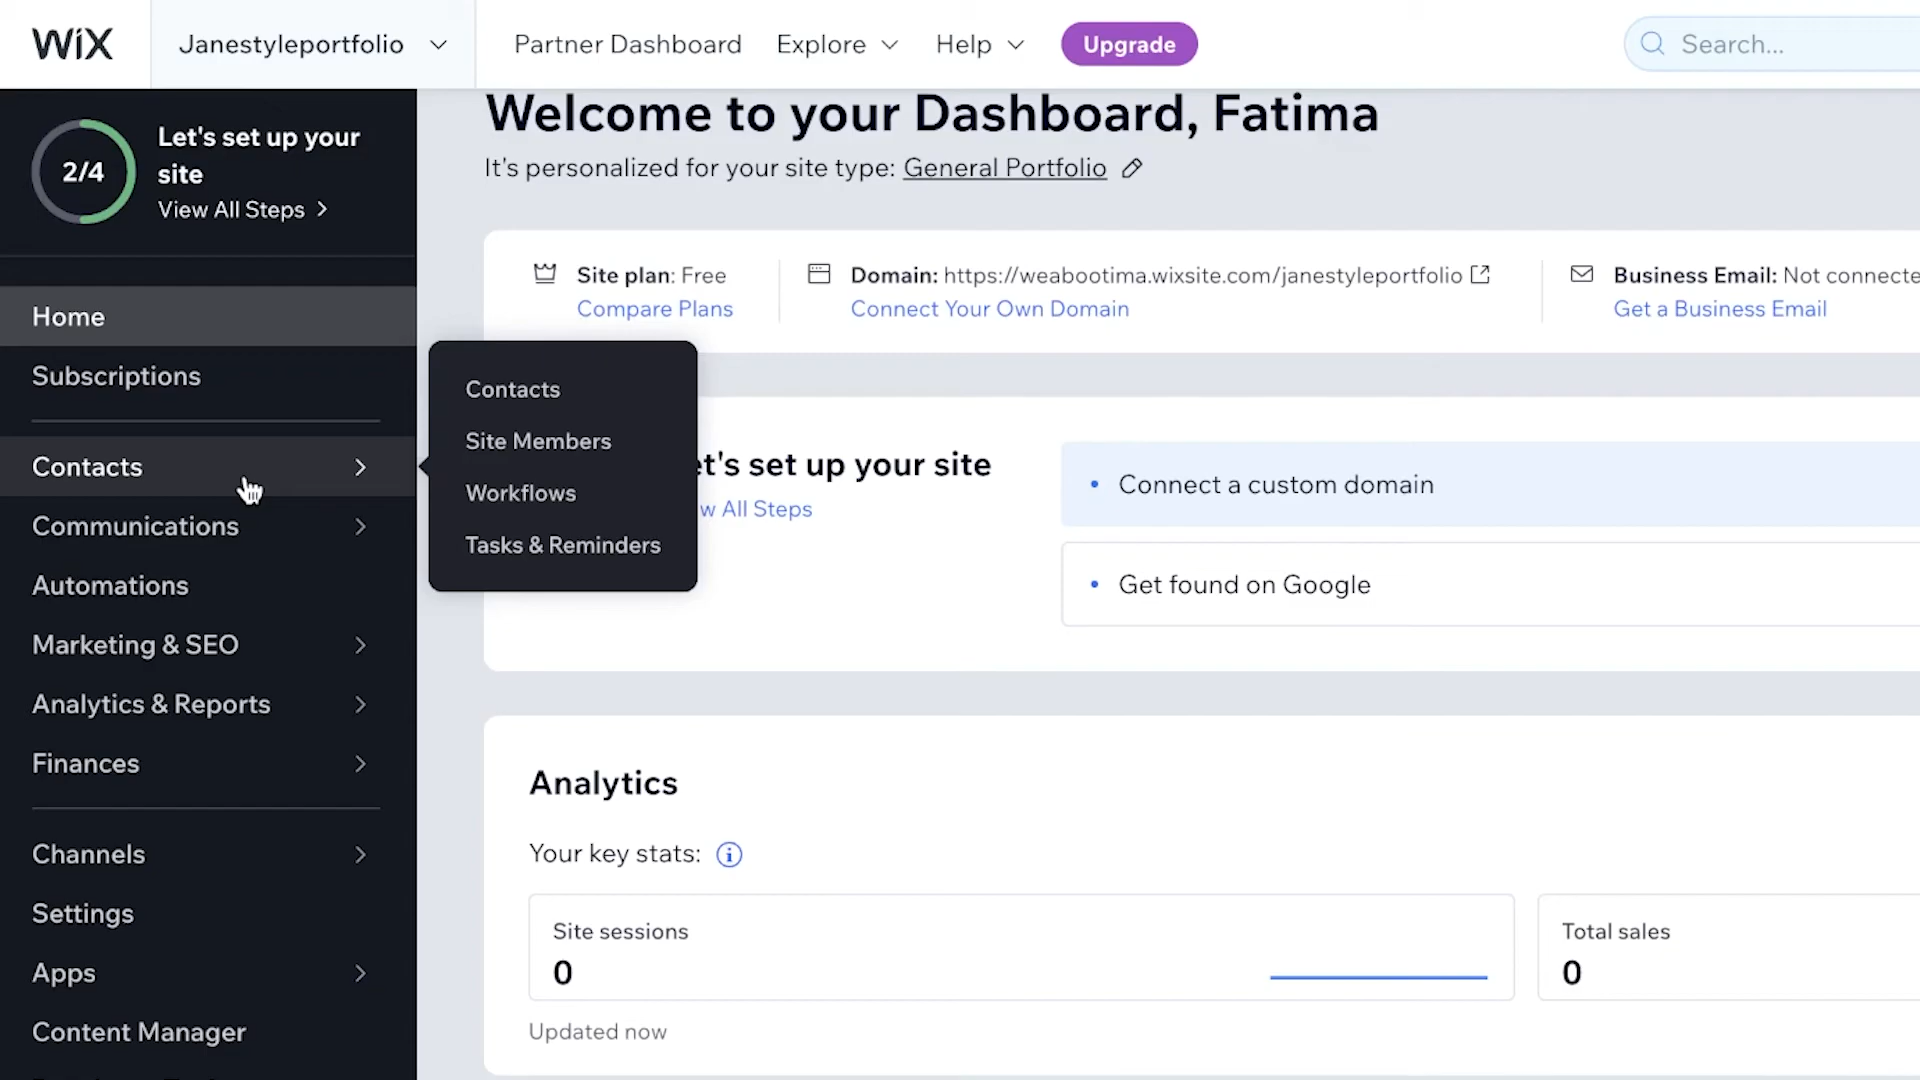 WiX
Janestyleportfolio
Partner Dashboard
Explore
Help
Upgrade
Search...
2/4
Let's set up your
site
View All Steps
Home
Subscriptions
Contacts
Communications
Automations
Marketing & SEO
Analytics & Reports
Finances
Channels
Settings
Apps
Content Manager
Contacts
Site Members
Workflows
Tasks & Reminders
Welcome to your Dashboard, Fatima
It's personalized for your site type: General Portfolio
Site plan: Free
Compare Plans
Domain: https://weabootima.wixsite.com/janestyleportfolio
Connect Your Own Domain
Business Email: Not connecte
Get a Business Email
et's set up your site
w All Steps
Connect a custom domain
Get found on Google
Analytics
Your key stats:
Site sessions
0
Total sales
0
Updated now